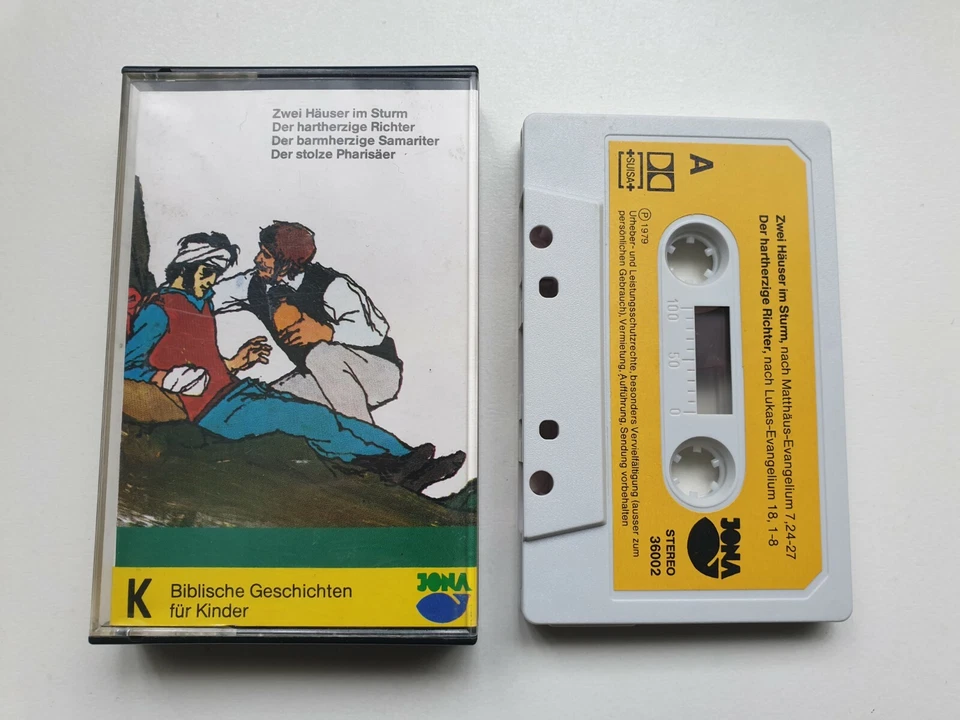 Zwei Häuser im Sturm
Der hartherzige Richter
Der barmherzige Samariter
Der stolze Pharisäer
K
Biblische Geschichten
für Kinder
JONA
A
+SUISA+
Zwei Häuser im Sturm, nach Matthäus-Evangelium 7,24-27
Der hartherzige Richter, nach Lukas-Evangelium 18, 1-8
100 50 0
JONA
STEREO
36002
Ⓟ 1979
Urheber- und Leistungsschutzrechte, besonders Vervielfältigung (ausser zum
persönlichen Gebrauch), Vermietung, Aufführung, Sendung vorbehalten